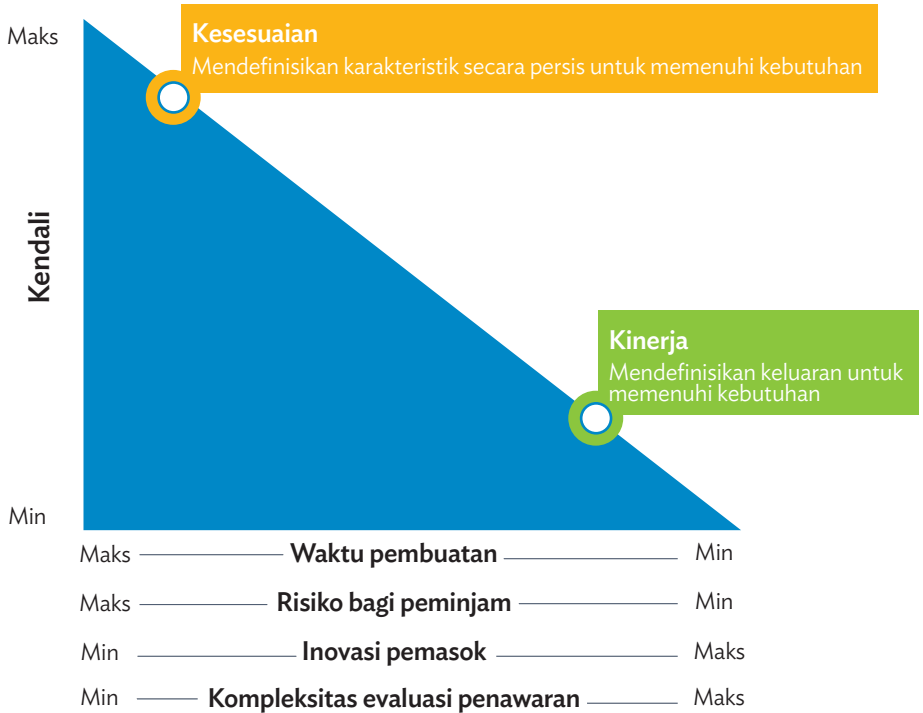 Maks
Kesesuaian
Mendefinisikan karakteristik secara persis untuk memenuhi kebutuhan
Kendali
Kinerja
Mendefinisikan keluaran untuk
memenuhi kebutuhan
Min
Maks Waktu pembuatan Min
Maks Risiko bagi peminjam Min
Min Inovasi pemasok Maks
Min Kompleksitas evaluasi penawaran Maks